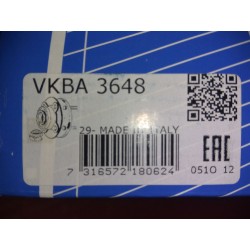 VKBA 3648
29- MADE IN ITALY
EAC
7 316572 180624
0510 12